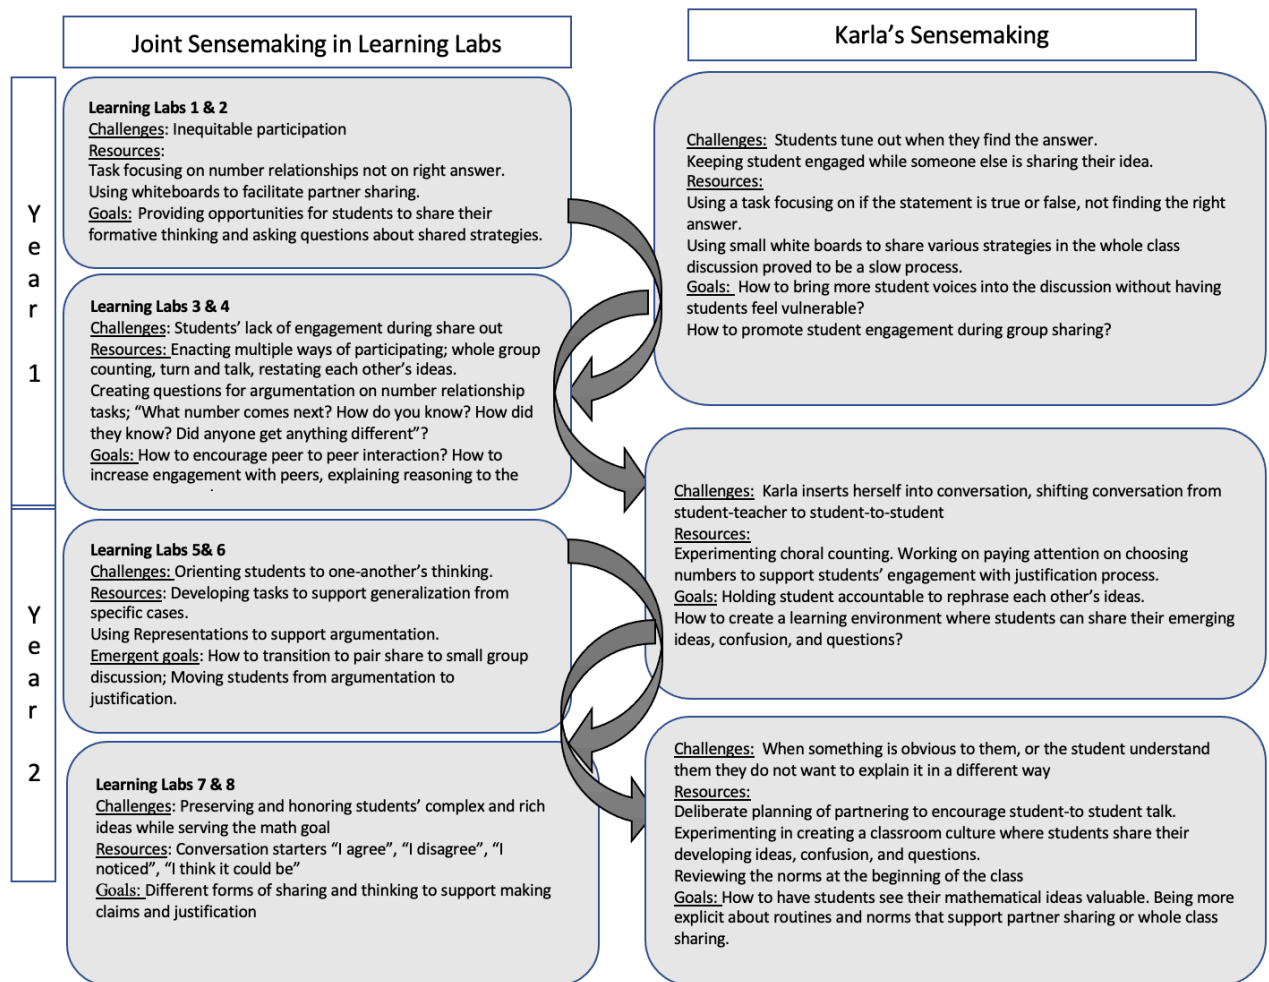 Joint Sensemaking in Learning Labs
Karla's Sensemaking
Year 1
Learning Labs 1 & 2
Challenges: Inequitable participation
Resources:
Task focusing on number relationships not on right answer.
Using whiteboards to facilitate partner sharing.
Goals: Providing opportunities for students to share their
formative thinking and asking questions about shared strategies.
Learning Labs 3 & 4
Challenges: Students' lack of engagement during share out
Resources: Enacting multiple ways of participating; whole group
counting, turn and talk, restating each other's ideas.
Creating questions for argumentation on number relationship
tasks; "What number comes next? How do you know? How did
they know? Did anyone get anything different"?
Goals: How to encourage peer to peer interaction? How to
increase engagement with peers, explaining reasoning to the
Challenges: Students tune out when they find the answer.
Keeping student engaged while someone else is sharing their idea.
Resources:
Using a task focusing on if the statement is true or false, not finding the right
answer.
Using small white boards to share various strategies in the whole class
discussion proved to be a slow process.
Goals: How to bring more student voices into the discussion without having
students feel vulnerable?
How to promote student engagement during group sharing?
Challenges: Karla inserts herself into conversation, shifting conversation from
student-teacher to student-to-student
Resources:
Experimenting choral counting. Working on paying attention on choosing
numbers to support students' engagement with justification process.
Goals: Holding student accountable to rephrase each other's ideas.
How to create a learning environment where students can share their emerging
ideas, confusion, and questions?
Year 2
Learning Labs 5& 6
Challenges: Orienting students to one-another's thinking.
Resources: Developing tasks to support generalization from
specific cases.
Using Representations to support argumentation.
Emergent goals: How to transition to pair share to small group
discussion; Moving students from argumentation to
justification.
Learning Labs 7 & 8
Challenges: Preserving and honoring students' complex and rich
ideas while serving the math goal
Resources: Conversation starters "I agree", "I disagree", "I
noticed", "I think it could be"
Goals: Different forms of sharing and thinking to support making
claims and justification
Challenges: When something is obvious to them, or the student understand
them they do not want to explain it in a different way
Resources:
Deliberate planning of partnering to encourage student-to student talk.
Experimenting in creating a classroom culture where students share their
developing ideas, confusion, and questions.
Reviewing the norms at the beginning of the class
Goals: How to have students see their mathematical ideas valuable. Being more
explicit about routines and norms that support partner sharing or whole class
sharing.